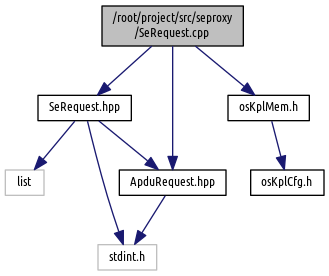 /root/project/src/seproxy
/SeRequest.cpp
SeRequest.hpp
osKplMem.h
list
ApduRequest.hpp
osKplCfg.h
stdint.h